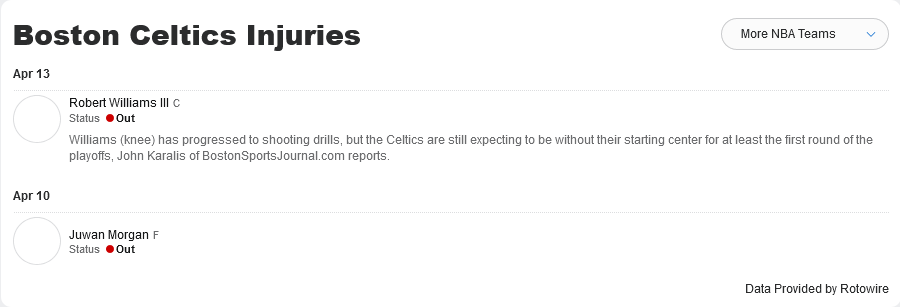 Boston Celtics Injuries
More NBA Teams
Apr 13
Robert Williams III C
Status Out
Williams (knee) has progressed to shooting drills, but the Celtics are still expecting to be without their starting center for at least the first round of the
playoffs, John Karalis of BostonSportsJournal.com reports.
Apr 10
Juwan Morgan F
Status Out
Data Provided by Rotowire